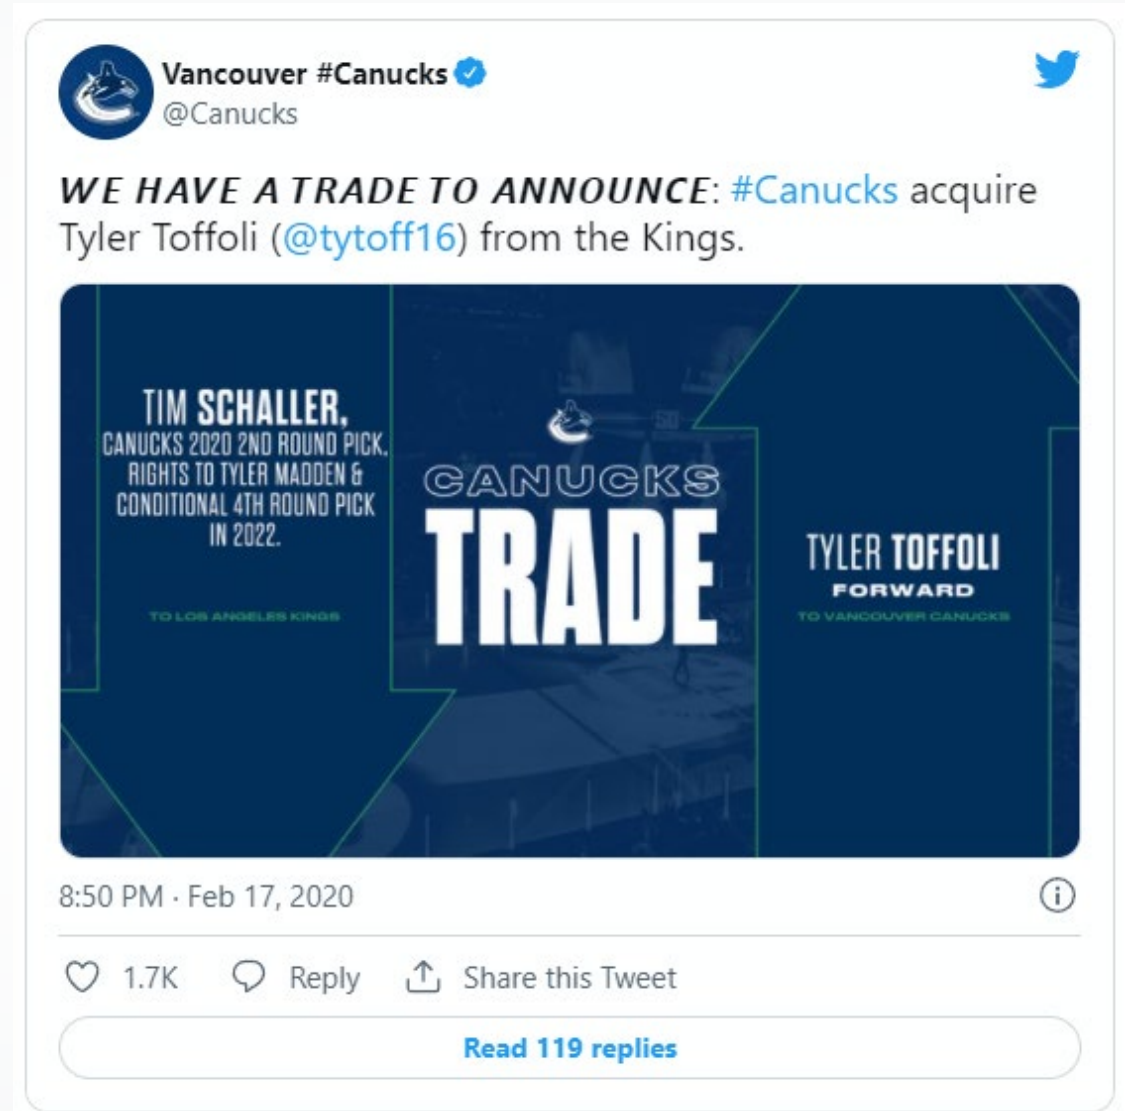 Vancouver #Canucks
@Canucks
WE HAVE A TRADE TO ANNOUNCE: #Canucks acquire
Tyler Toffoli (@tytoff16) from the Kings.
TIM SCHALLER,
CANUCKS 2020 2ND ROUND PICK,
RIGHTS TO TYLER MADDEN &
CONDITIONAL 4TH ROUND PICK
IN 2022.
TO LOS ANGELES KINGS
CANUCKS
TRADE
TYLER TOFFOLI
FORWARD
TO VANCOUVER CANUCKS
8:50 PM · Feb 17, 2020
1.7K Reply Share this Tweet
Read 119 replies